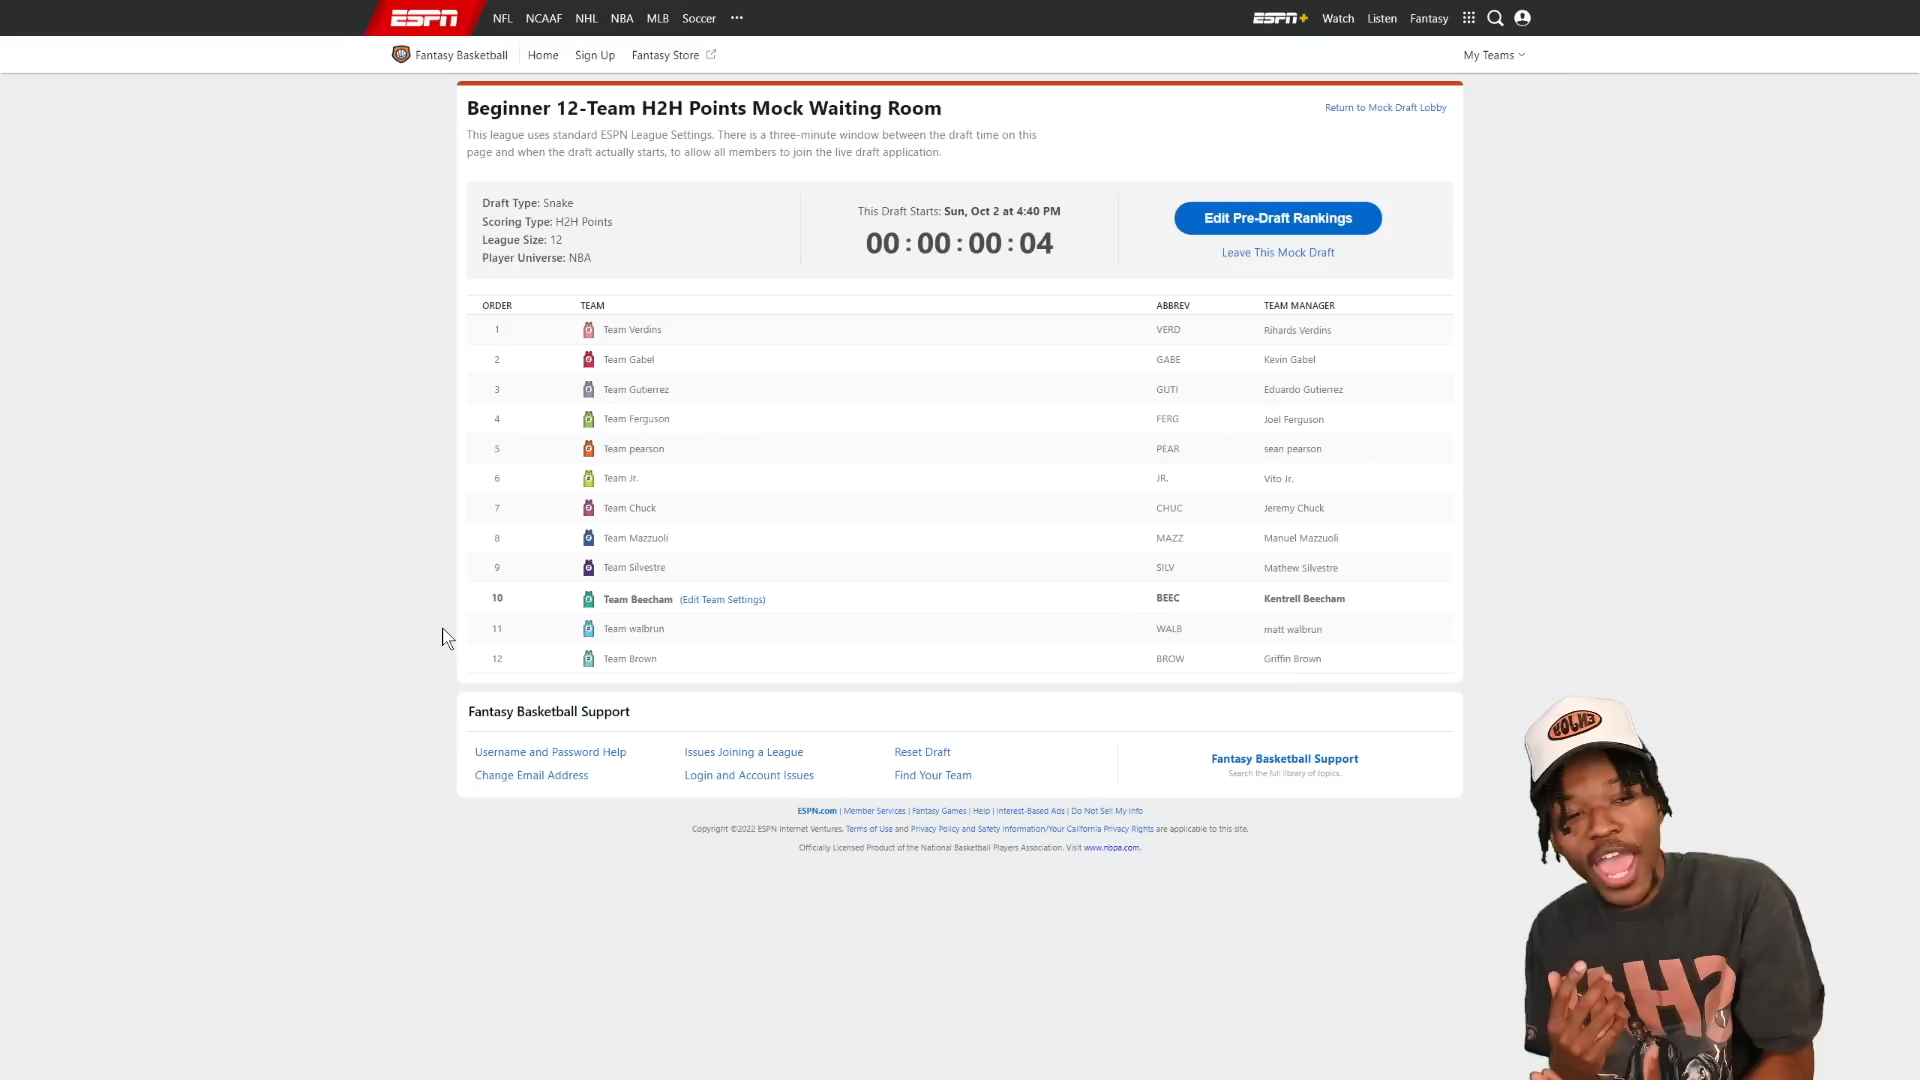 ESPN NFL NCAAF NHL NBA MLB Soccer ••• ESPN+ Watch Listen Fantasy
Fantasy Basketball Home Sign Up Fantasy Store My Teams
Beginner 12-Team H2H Points Mock Waiting Room
Return to Mock Draft Lobby
This league uses standard ESPN League Settings. There is a three-minute window between the draft time on this
page and when the draft actually starts, to allow all members to join the live draft application.
Draft Type: Snake
Scoring Type: H2H Points
League Size: 12
Player Universe: NBA
This Draft Starts: Sun, Oct 2 at 4:40 PM
00 : 00 : 00 : 04
Edit Pre-Draft Rankings
Leave This Mock Draft
ORDER TEAM ABBREV TEAM MANAGER
1 Team Verdins VERD Rihards Verdins
2 Team Gabel GABE Kevin Gabel
3 Team Gutierrez GUTI Eduardo Gutierrez
4 Team Ferguson FERG Joel Ferguson
5 Team pearson PEAR sean pearson
6 Team Jr. JR. Vito Jr.
7 Team Chuck CHUC Jeremy Chuck
8 Team Mazzuoli MAZZ Manuel Mazzuoli
9 Team Silvestre SILV Mathew Silvestre
10 Team Beecham (Edit Team Settings) BEEC Kentrell Beecham
11 Team walbrun WALB matt walbrun
12 Team Brown BROW Griffin Brown
Fantasy Basketball Support
Username and Password Help Issues Joining a League Reset Draft
Change Email Address Login and Account Issues Find Your Team
Fantasy Basketball Support
Search the full library of topics.
ESPN.com | Member Services | Fantasy Games | Help | Interest-Based Ads | Do Not Sell My Info
Copyright ©2022 ESPN Internet Ventures. Terms of Use and Privacy Policy and Safety Information/Your California Privacy Rights are applicable to this site.
Officially Licensed Product of the National Basketball Players Association. Visit www.nbpa.com.